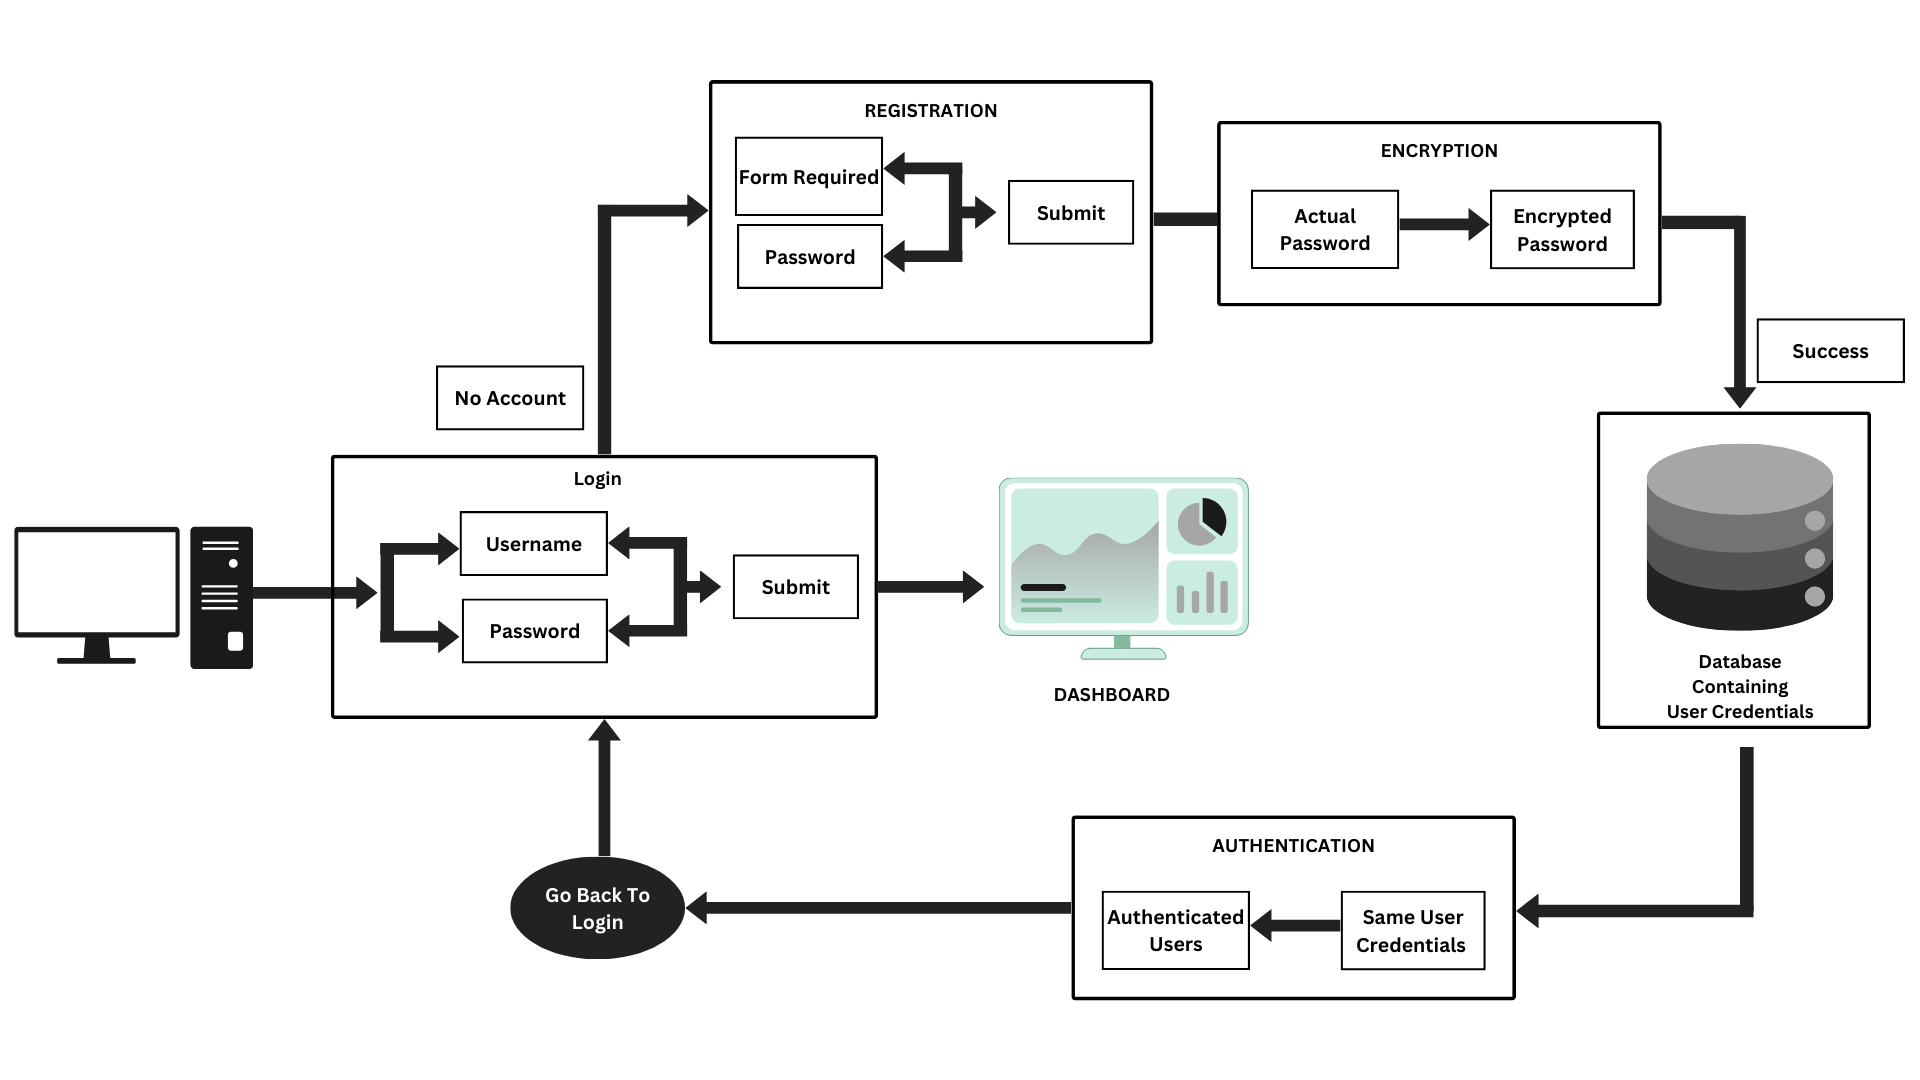 REGISTRATION
Form Required
Password
Submit
ENCRYPTION
Actual
Password
Encrypted
Password
Success
No Account
Login
Username
Password
Submit
DASHBOARD
Database
Containing
User Credentials
AUTHENTICATION
Authenticated
Users
Same User
Credentials
Go Back To
Login